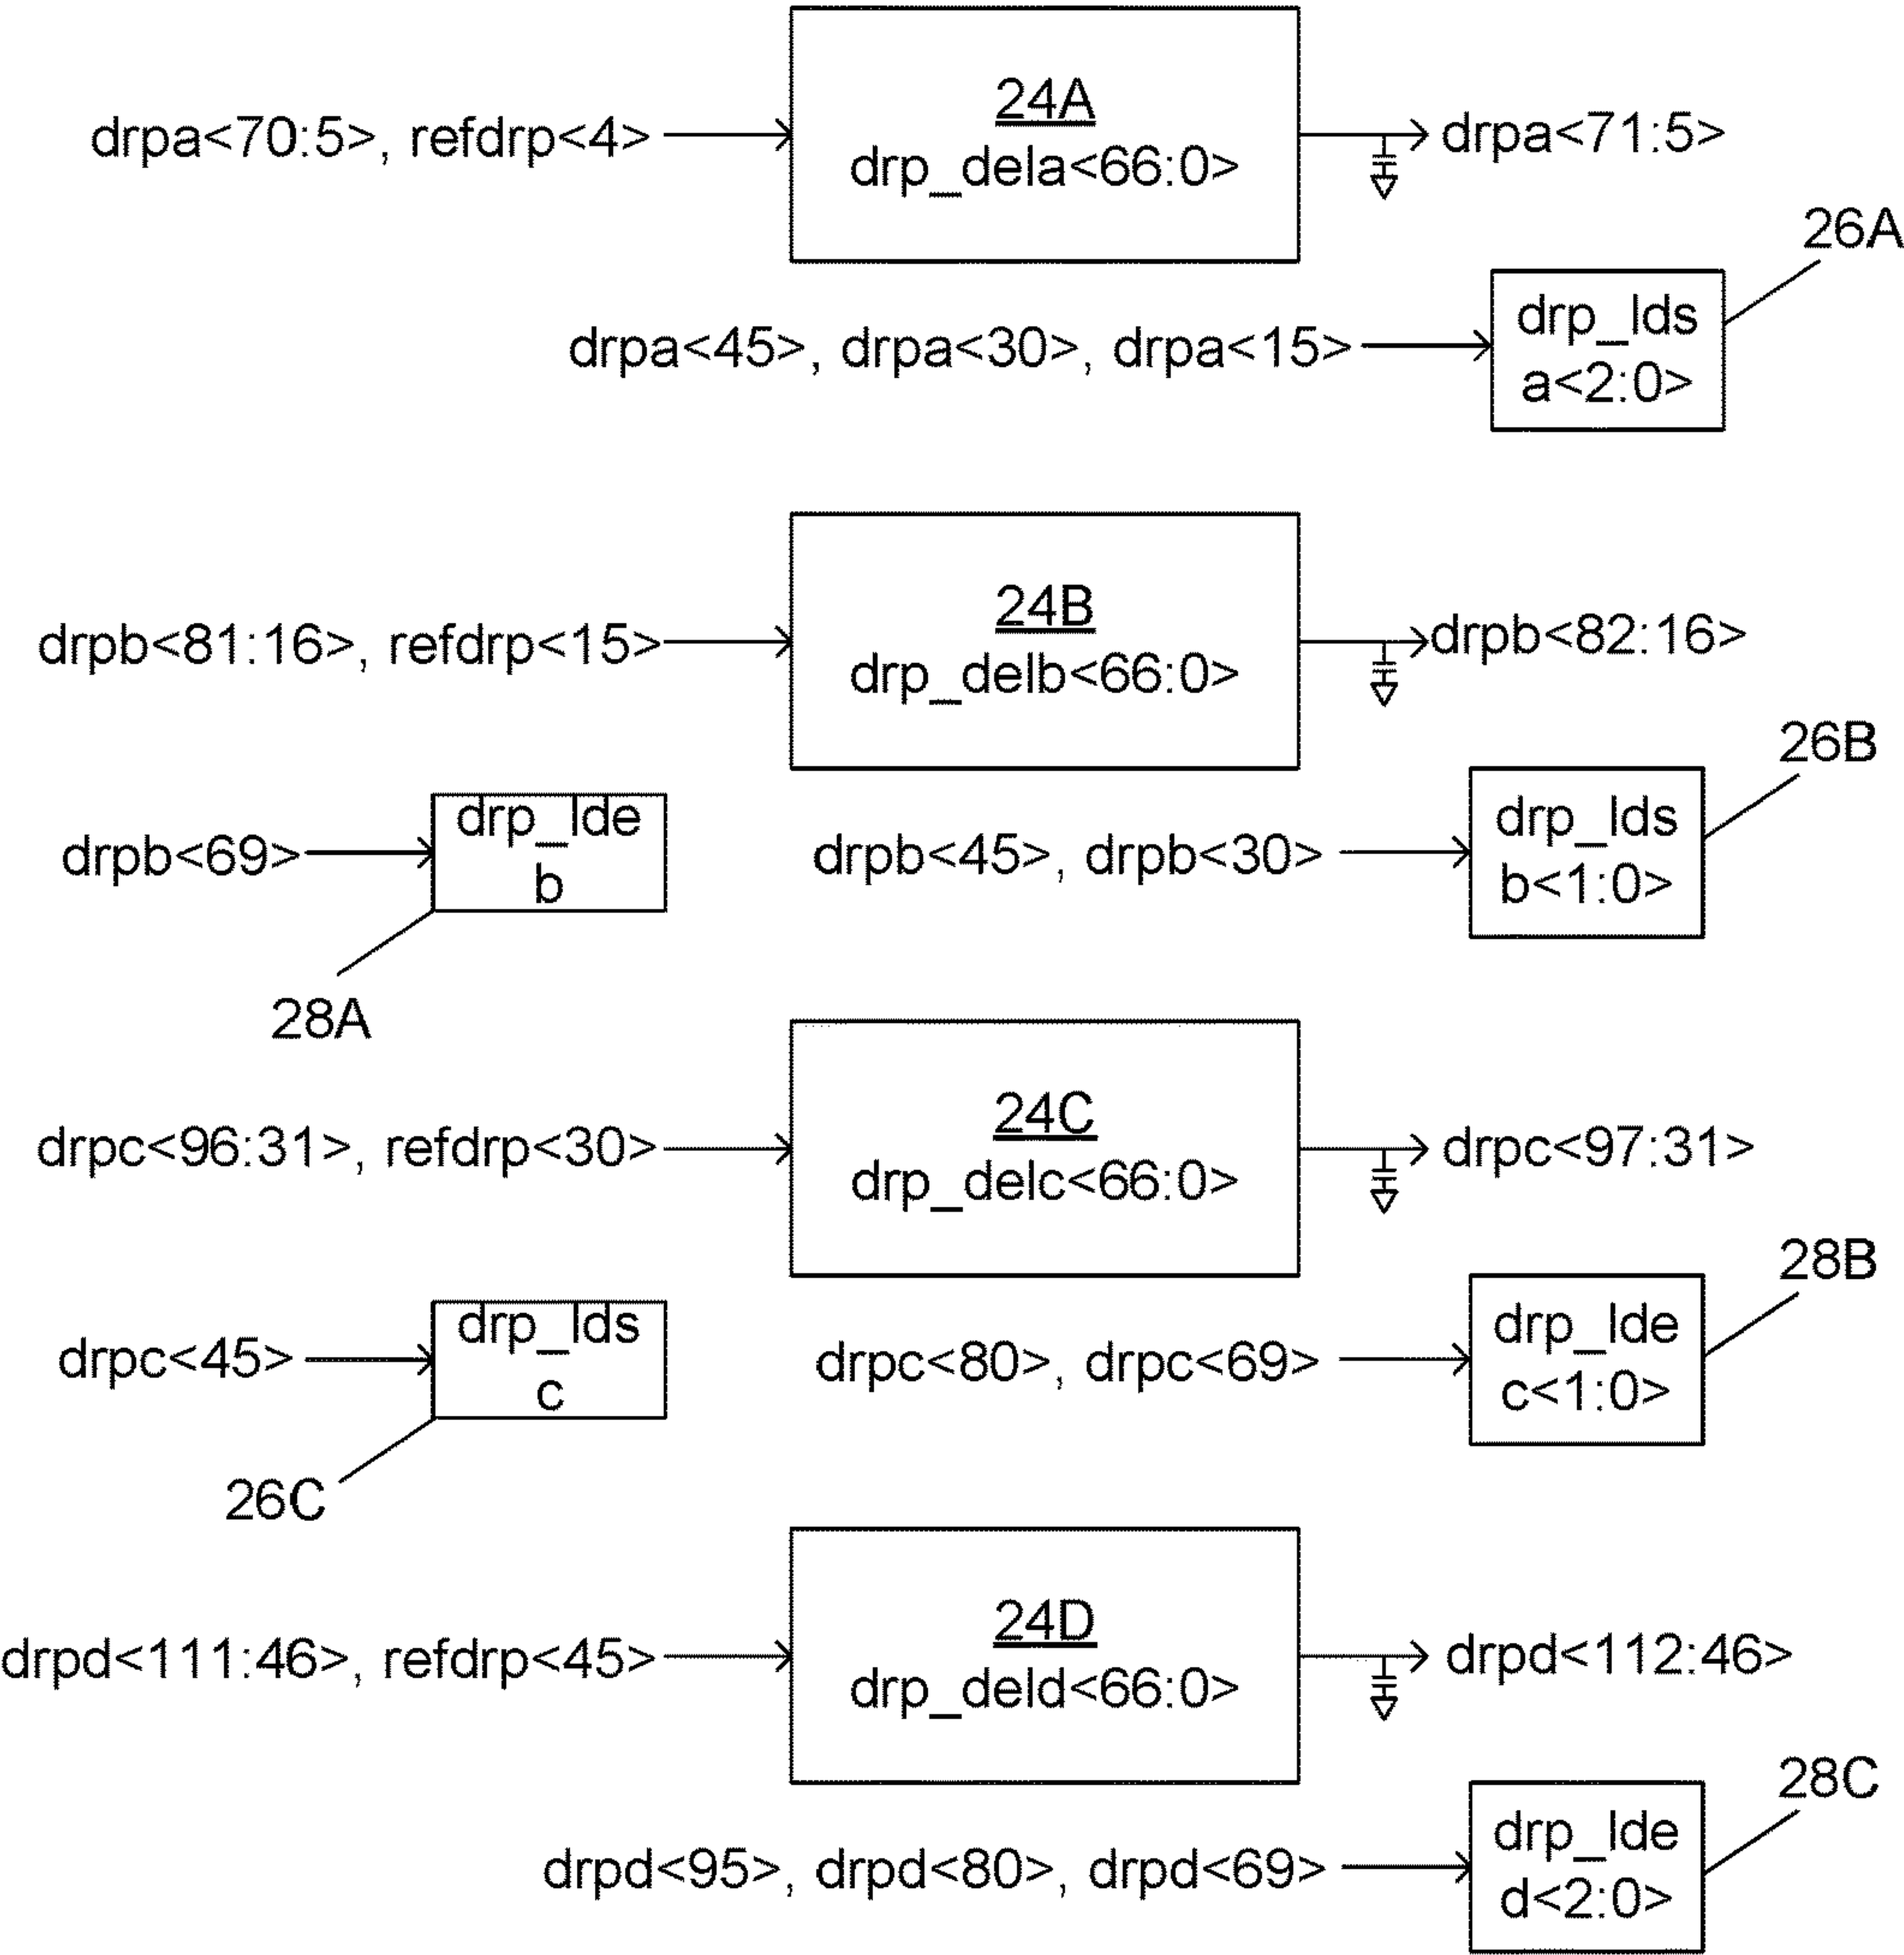 24A
drpa<70:5>, refdrp<4>
drp_dela<66:0>
drpa<71:5>
26A
drpa<45>, drpa<30>, drpa<15>
drp_lds
a<2:0>
24B
drpb<81:16>, refdrp<15>
drp_delb<66:0>
drpb<82:16>
26B
drpb<69>
drp_lde
b
drpb<45>, drpb<30>
drp_lds
b<1:0>
28A
24C
drpc<96:31>, refdrp<30>
drp_delc<66:0>
drpc<97:31>
28B
drpc<45>
drp_lds
c
drpc<80>, drpc<69>
drp_lde
c<1:0>
26C
24D
drpd<111:46>, refdrp<45>
drp_deld<66:0>
drpd<112:46>
28C
drpd<95>, drpd<80>, drpd<69>
drp_lde
d<2:0>